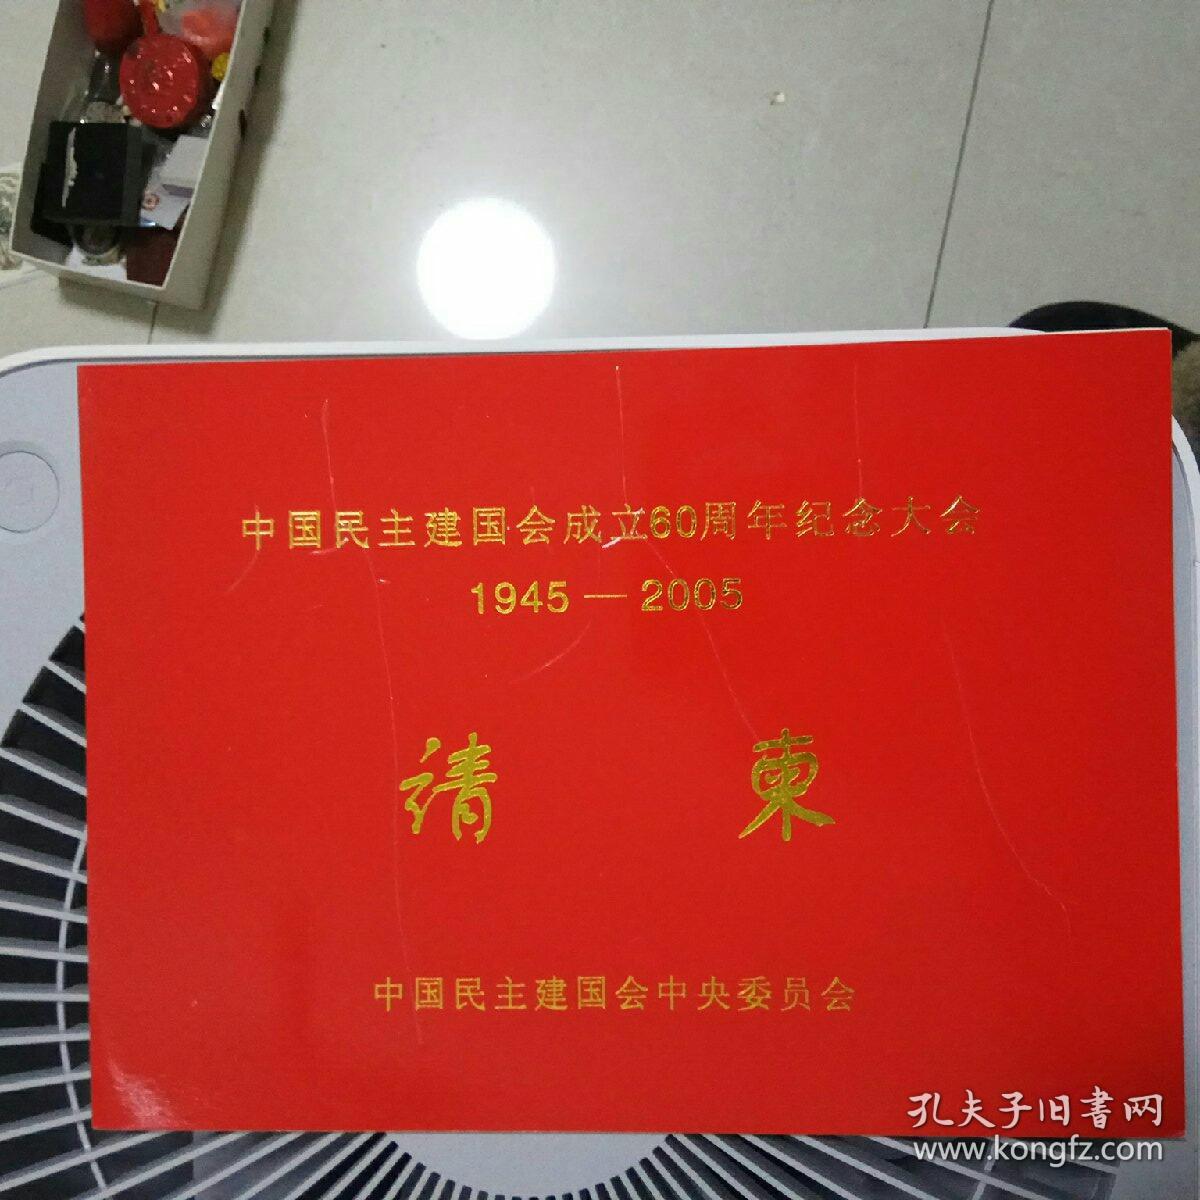 中国民主建国会成立60周年纪念大会
1945—2005
请柬
中国民主建国会中央委员会
孔夫子旧書网
www.kongfz.com